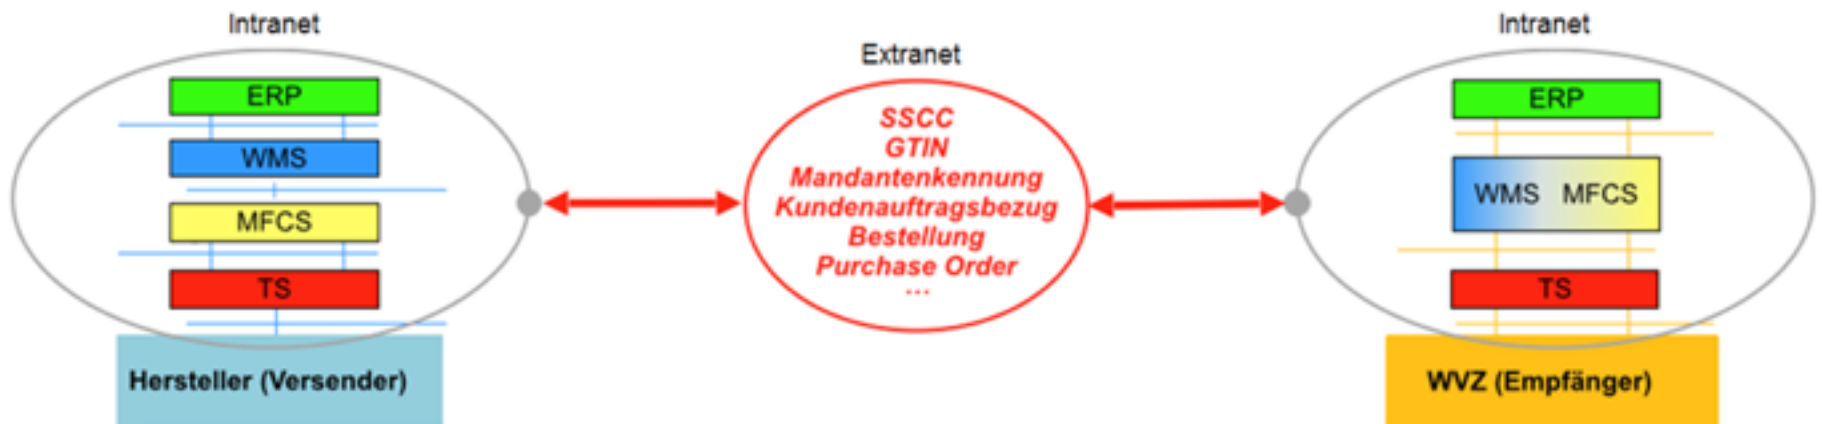 Intranet
ERP
WMS
MFCS
TS
Hersteller (Versender)
Extranet
SSCC
GTIN
Mandantenkennung
Kundenauftragsbezug
Bestellung
Purchase Order
...
Intranet
ERP
WMS MFCS
TS
WVZ (Empfänger)